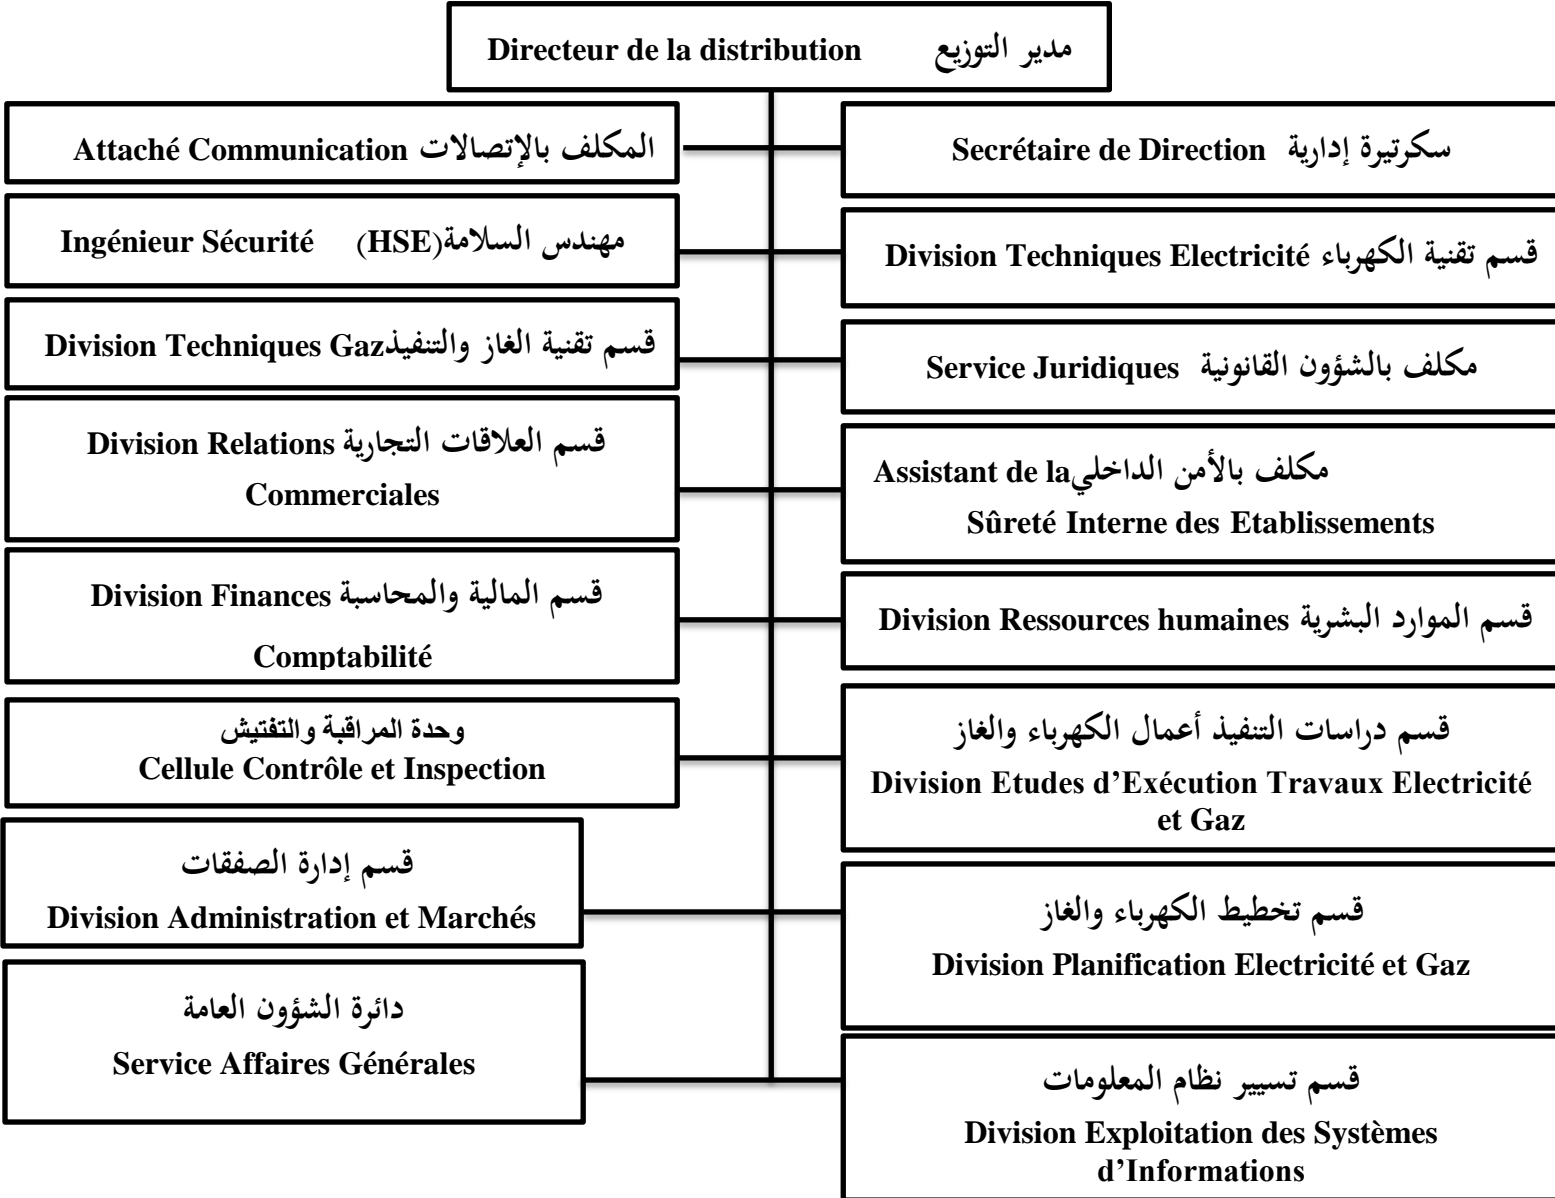 Directeur de la distribution مدير التوزيع
Attaché Communication المكلف بالإتصالات
Secrétaire de Direction سكرتيرة إدارية
Ingénieur Sécurité (HSE)مهندس السلامة
Division Techniques Electricité قسم تقنية الكهرباء
Division Techniques Gazقسم تقنية الغاز والتنفيذ
Service Juridiques مكلف بالشؤون القانونية
Division Relations قسم العلاقات التجارية
Commerciales
Assistant de laمكلف بالأمن الداخلي
Sûreté Interne des Etablissements
Division Finances قسم المالية والمحاسبة
Comptabilité
Division Ressources humaines قسم الموارد البشرية
وحدة المراقبة والتفتيش
Cellule Contrôle et Inspection
قسم دراسات التنفيذ أعمال الكهرباء والغاز
Division Etudes d’Exécution Travaux Electricité
et Gaz
قسم إدارة الصفقات
Division Administration et Marchés
قسم تخطيط الكهرباء والغاز
Division Planification Electricité et Gaz
دائرة الشؤون العامة
Service Affaires Générales
قسم تسيير نظام المعلومات
Division Exploitation des Systèmes
d’Informations